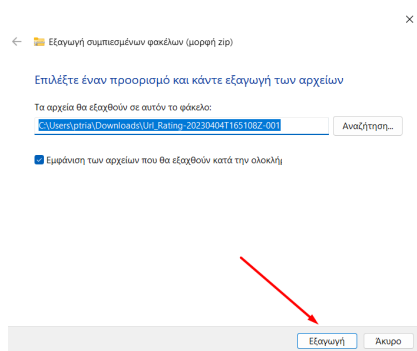 Εξαγωγή συμπιεσμένων φακέλων (μορφή zip)
Επιλέξτε έναν προορισμό και κάντε εξαγωγή των αρχείων
Τα αρχεία θα εξαχθούν σε αυτόν το φάκελο:
C:\Users\ptria\Downloads\Url_Rating-20230404T165108Z-001
Αναζήτηση...
Εμφάνιση των αρχείων που θα εξαχθούν κατά την ολοκλή
Εξαγωγή
Άκυρο